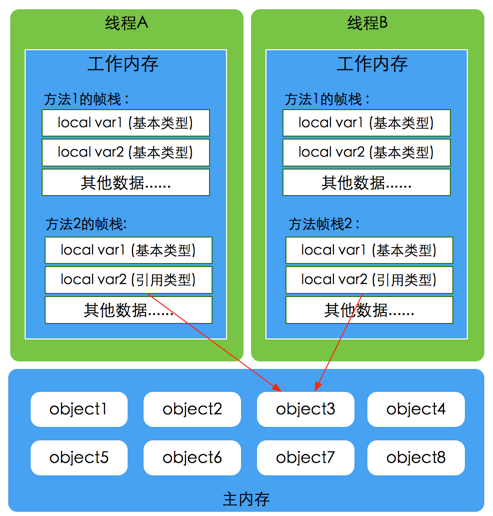 线程A
工作内存
方法1的帧栈：
local var1 (基本类型)
local var2 (基本类型)
其他数据......
方法2的帧栈:
local var1 (基本类型)
local var2 (引用类型)
其他数据......
线程B
工作内存
方法1的帧栈：
local var1 (基本类型)
local var2 (基本类型)
其他数据......
方法帧栈2：
local var1 (基本类型)
local var2 (引用类型)
其他数据......
object1
object2
object3
object4
object5
object6
object7
object8
主内存